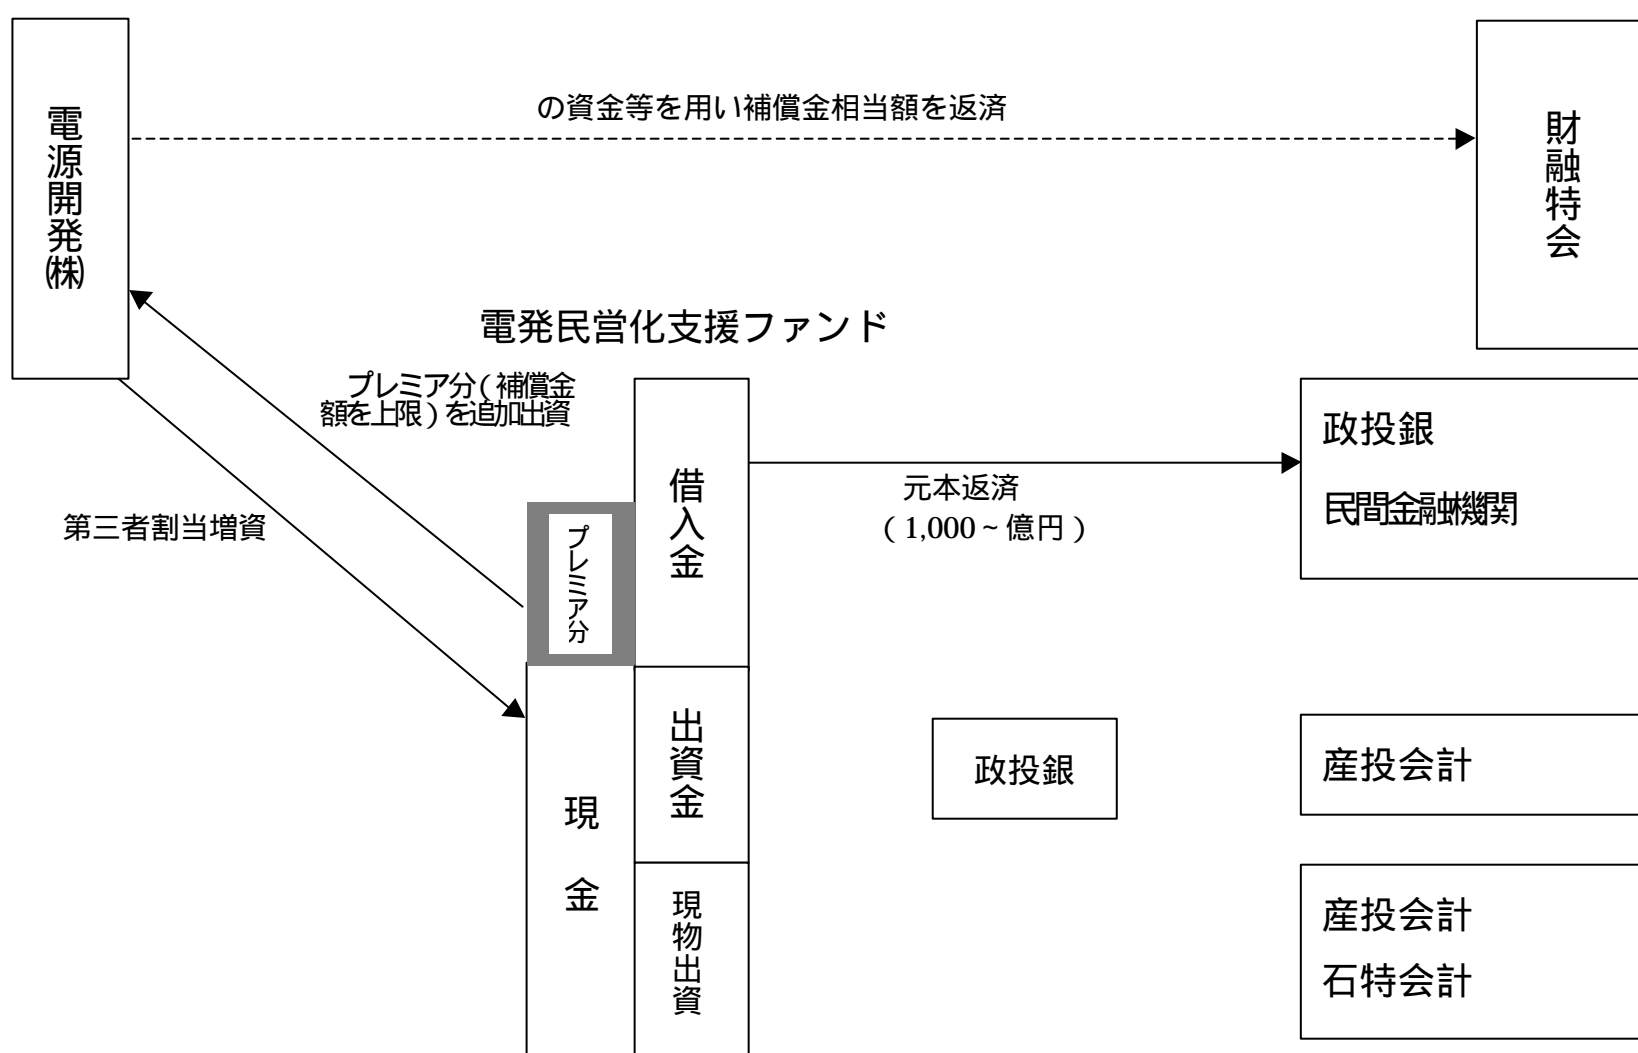 電源開発㈱
の資金等を用い補償金相当額を返済
財融特会
電発民営化支援ファンド
プレミア分(補償金
額を上限)を追加出資
第三者割当増資
プレミア分
借入金
元本返済
(1,000~億円)
政投銀
民間金融機関
現金
出資金
政投銀
産投会計
現物出資
産投会計
石特会計